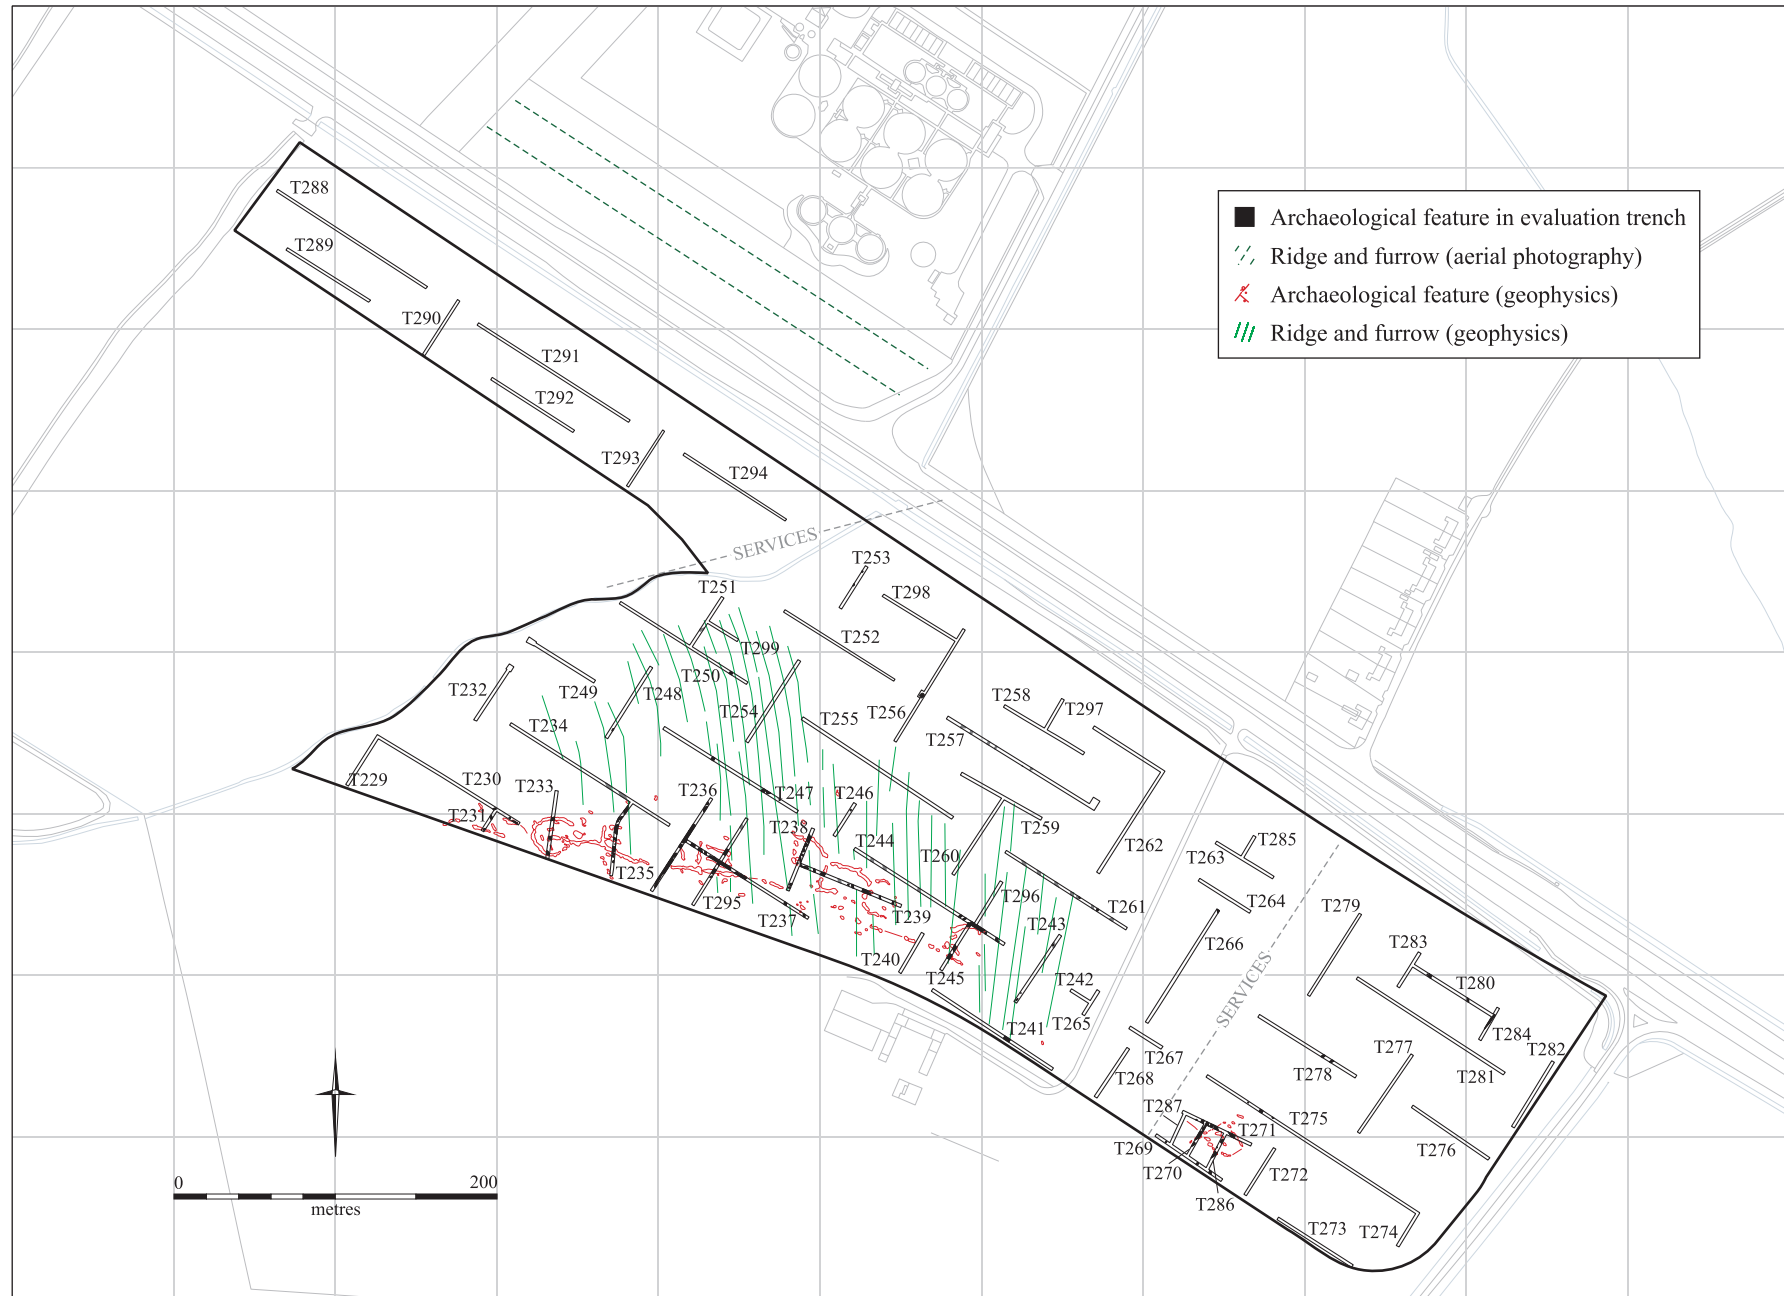 T288
Archaeological feature in evaluation trench
T289
Ridge and furrow (aerial photography)
Archaeological feature (geophysics)
T290
Ridge and furrow (geophysics)
T291
T292
T293
T294
SERVICES
T253
T251
T298
T252
T299
T250
T232
T249
T248
T258
T297
T254
T255
T256
T234
T257
T229
T230
T233
T236
T247
T246
T231
T238
T259
T244
T262
T285
T260
T263
T235
T296
T264
T295
T261
T279
T237
T239
T243
T266
T283
T240
T245
T242
T280
SERVICES
T265
T241
T284
T277
T282
T267
T278
T281
T268
T287
T275
T271
T269
T276
T270
T272
0
200
T286
metres
T273
T274